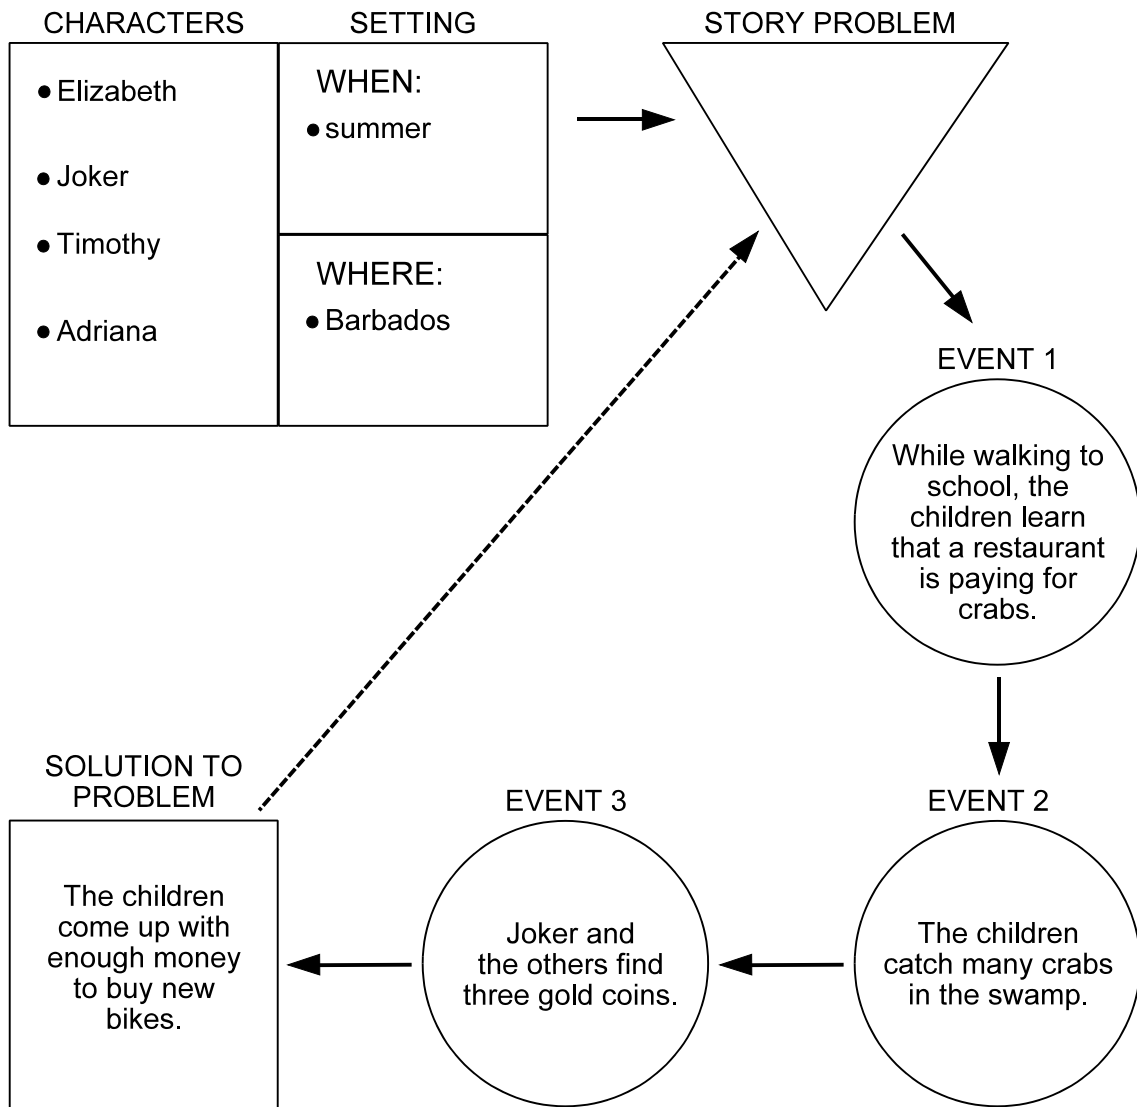 CHARACTERS
● Elizabeth
● Joker
● Timothy
● Adriana
SETTING
WHEN:
● summer
WHERE:
● Barbados
STORY PROBLEM
EVENT 1
While walking to
school, the
children learn
that a restaurant
is paying for
crabs.
EVENT 2
The children
catch many crabs
in the swamp.
EVENT 3
Joker and
the others find
three gold coins.
SOLUTION TO
PROBLEM
The children
come up with
enough money
to buy new
bikes.